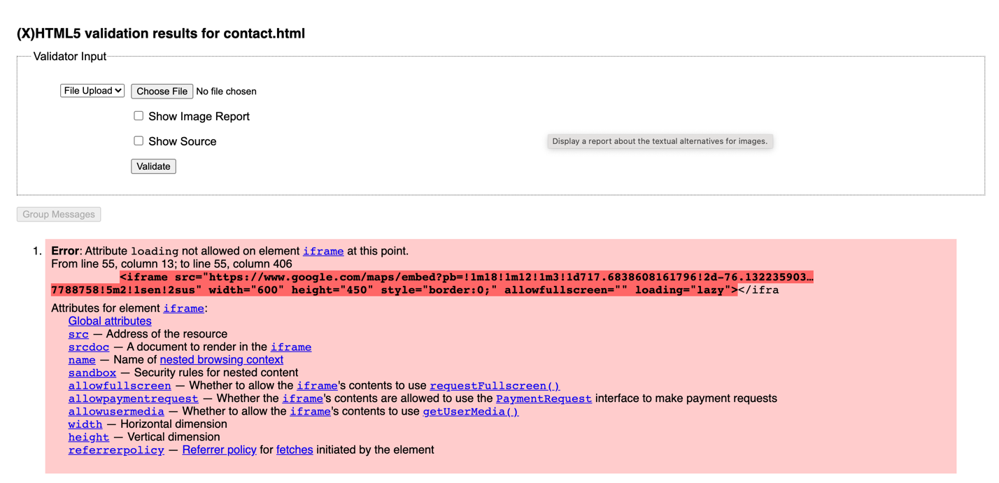 (X)HTML5 validation results for contact.html
Validator Input
File Upload Choose File No file chosen
Show Image Report
Show Source
Display a report about the textual alternatives for images.
Validate
Group Messages
1. Error: Attribute loading not allowed on element iframe at this point.
From line 55, column 13; to line 55, column 406
<iframe src="https://www.google.com/maps/embed?pb=!1m18!1m12!1m3!1d717.6838608161796!2d-76.132235903…
7788758!5m2!1sen!2sus" width="600" height="450" style="border:0;" allowfullscreen="" loading="lazy"></ifra
Attributes for element iframe:
Global attributes
src — Address of the resource
srcdoc — A document to render in the iframe
name — Name of nested browsing context
sandbox — Security rules for nested content
allowfullscreen — Whether to allow the iframe's contents to use requestFullscreen()
allowpaymentrequest — Whether the iframe's contents are allowed to use the PaymentRequest interface to make payment requests
allowusermedia — Whether to allow the iframe's contents to use getUserMedia()
width — Horizontal dimension
height — Vertical dimension
referrerpolicy — Referrer policy for fetches initiated by the element